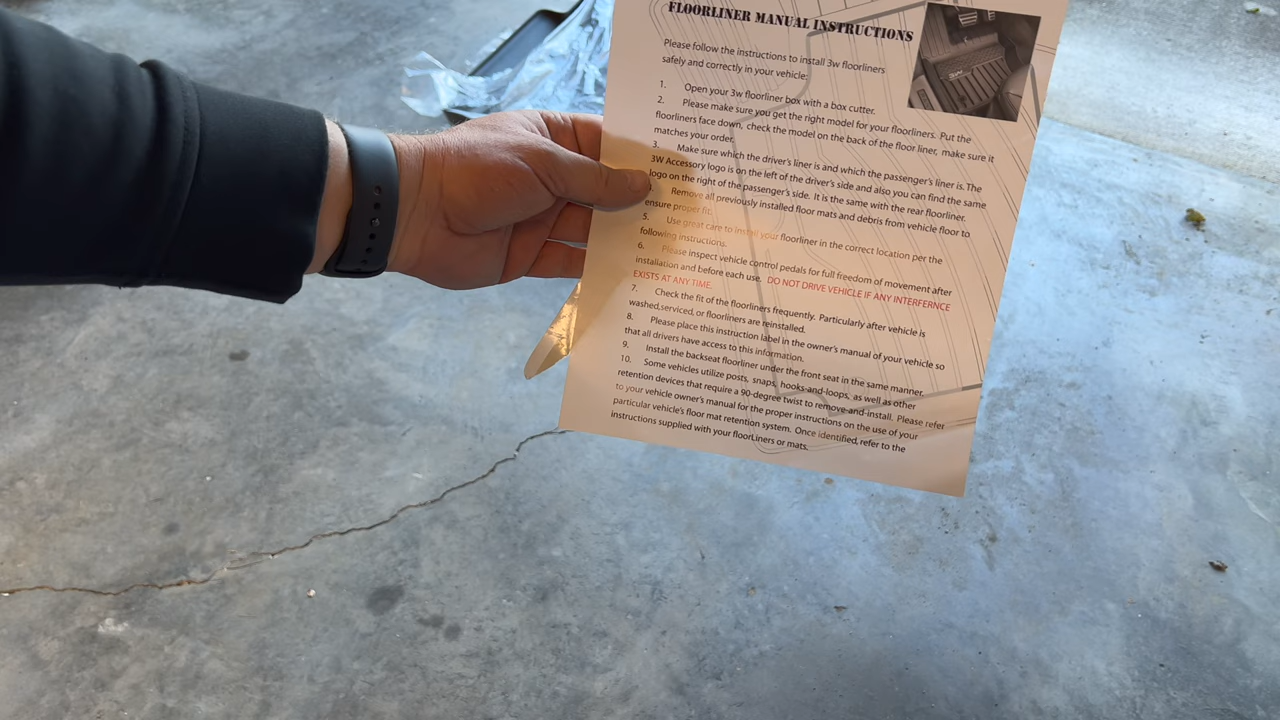 FLOORLINER MANUAL INSTRUCTIONS
Please follow the instructions to install 3w floorliners
safely and correctly in your vehicle:
1. Open your 3w floorliner box with a box cutter.
2. Please make sure you get the right model for your floorliners. Put the
floorliners face down, check the model on the back of the floor liner, make sure it
matches your order.
3. Make sure which the driver's liner is and which the passenger's liner is. The
3W Accessory logo is on the left of the driver's side and also you can find the same
logo on the right of the passenger's side. It is the same with the rear floorliner.
Remove all previously installed floor mats and debris from vehicle floor to
ensure proper fit.
5. Use great care to install your floorliner in the correct location per the
following instructions.
6. Please inspect vehicle control pedals for full freedom of movement after
installation and before each use. DO NOT DRIVE VEHICLE IF ANY INTERFERNCE
EXISTS AT ANY TIME.
7. Check the fit of the floorliners frequently. Particularly after vehicle is
washed,serviced, or floorliners are reinstalled.
8. Please place this instruction label in the owner's manual of your vehicle so
that all drivers have access to this information.
9. Install the backseat floorliner under the front seat in the same manner.
10. Some vehicles utilize posts, snaps, hooks-and-loops, as well as other
retention devices that require a 90-degree twist to remove-and-install. Please refer
to your vehicle owner's manual for the proper instructions on the use of your
particular vehicle's floor mat retention system. Once identified, refer to the
instructions supplied with your floorLiners or mats.